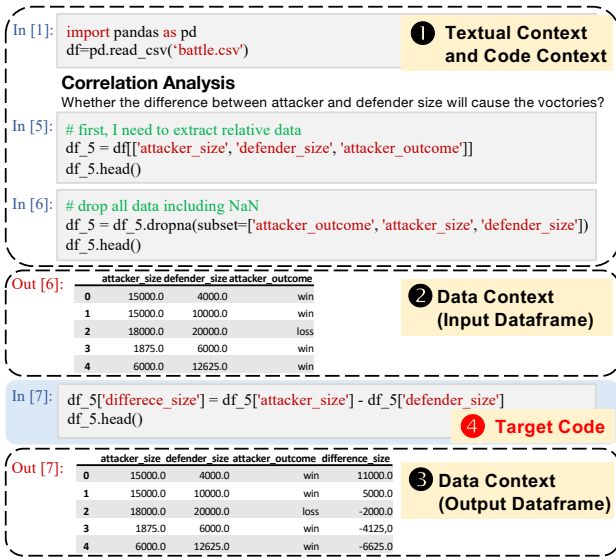 In [1]:
import pandas as pd
df=pd.read_csv(‘battle.csv')
❶ Textual Context
and Code Context
Correlation Analysis
Whether the difference between attacker and defender size will cause the voctories?
In [5]:
# first, I need to extract relative data
df_5 = df[['attacker_size', 'defender_size', 'attacker_outcome']]
df_5.head()
In [6]:
# drop all data including NaN
df_5 = df_5.dropna(subset=['attacker_outcome', 'attacker_size', 'defender_size'])
df_5.head()
Out [6]:
attacker_size defender_size attacker_outcome
0 15000.0 4000.0 win
1 15000.0 10000.0 win
2 18000.0 20000.0 loss
3 1875.0 6000.0 win
4 6000.0 12625.0 win
❷ Data Context
(Input Dataframe)
In [7]:
df_5['differece_size'] = df_5['attacker_size'] - df_5['defender_size']
df_5.head()
❹ Target Code
Out [7]:
attacker_size defender_size attacker_outcome difference_size
0 15000.0 4000.0 win 11000.0
1 15000.0 10000.0 win 5000.0
2 18000.0 20000.0 loss -2000.0
3 1875.0 6000.0 win -4125,0
4 6000.0 12625.0 win -6625.0
❸ Data Context
(Output Dataframe)